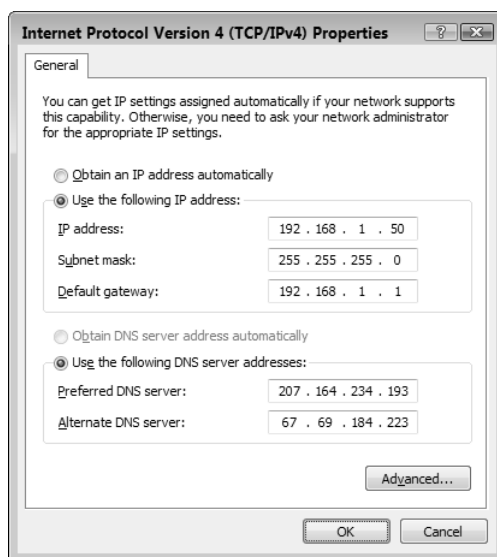 Internet Protocol Version 4 (TCP/IPv4) Properties
General
You can get IP settings assigned automatically if your network supports
this capability. Otherwise, you need to ask your network administrator
for the appropriate IP settings.
Obtain an IP address automatically
Use the following IP address:
IP address: 192 . 168 . 1 . 50
Subnet mask: 255 . 255 . 255 . 0
Default gateway: 192 . 168 . 1 . 1
Obtain DNS server address automatically
Use the following DNS server addresses:
Preferred DNS server: 207 . 164 . 234 . 193
Alternate DNS server: 67 . 69 . 184 . 223
Advanced...
OK Cancel